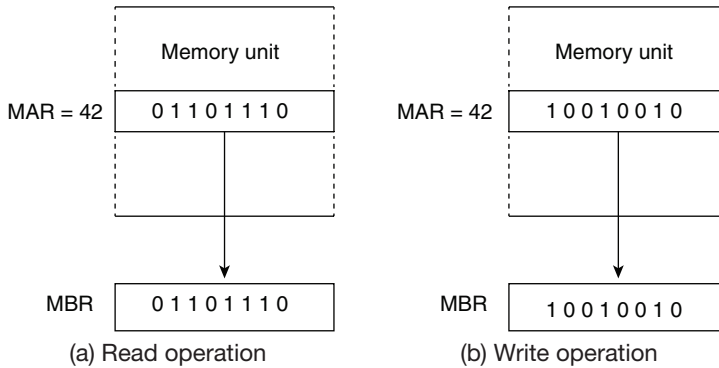 Memory unit
MAR = 42
0 1 1 0 1 1 1 0
MBR
0 1 1 0 1 1 1 0
(a) Read operation
Memory unit
MAR = 42
1 0 0 1 0 0 1 0
MBR
1 0 0 1 0 0 1 0
(b) Write operation